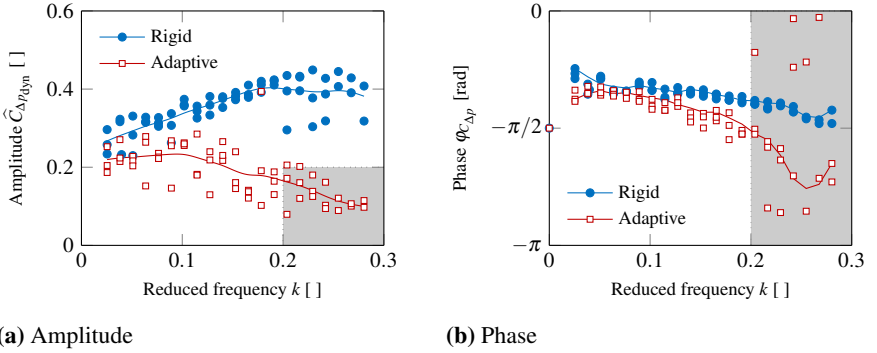 0.6
0.4
0.2
0
0
0.1
0.2
0.3
Rigid
Adaptive
Amplitude Ĉ_{Δp_{dyn}} [ ]
Reduced frequency k [ ]
(a) Amplitude
0
−π/2
−π
0
0.1
0.2
0.3
Rigid
Adaptive
Phase φ_{C_{Δp}} [rad]
Reduced frequency k [ ]
(b) Phase